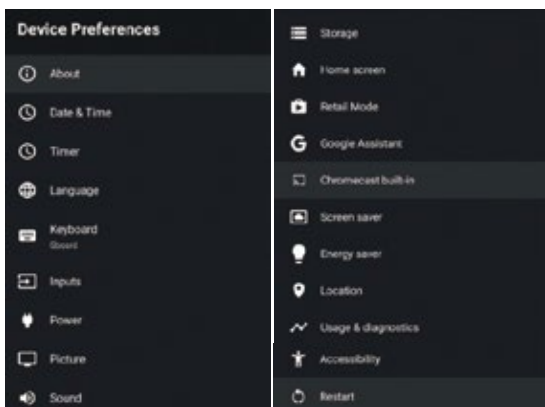 Device Preferences
About
Date & Time
Timer
Language
Keyboard
Gboard
Inputs
Power
Picture
Sound
Storage
Home screen
Retail Mode
Google Assistant
Chromecast built-in
Screen saver
Energy saver
Location
Usage & diagnostics
Accessibility
Restart